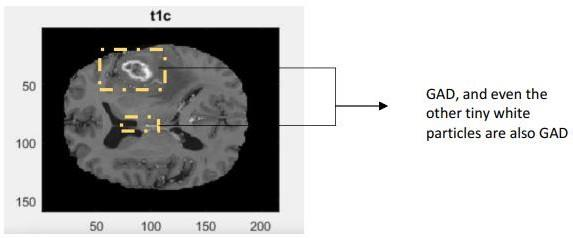 t1c
50
100
150
50 100 150 200
GAD, and even the
other tiny white
particles are also GAD